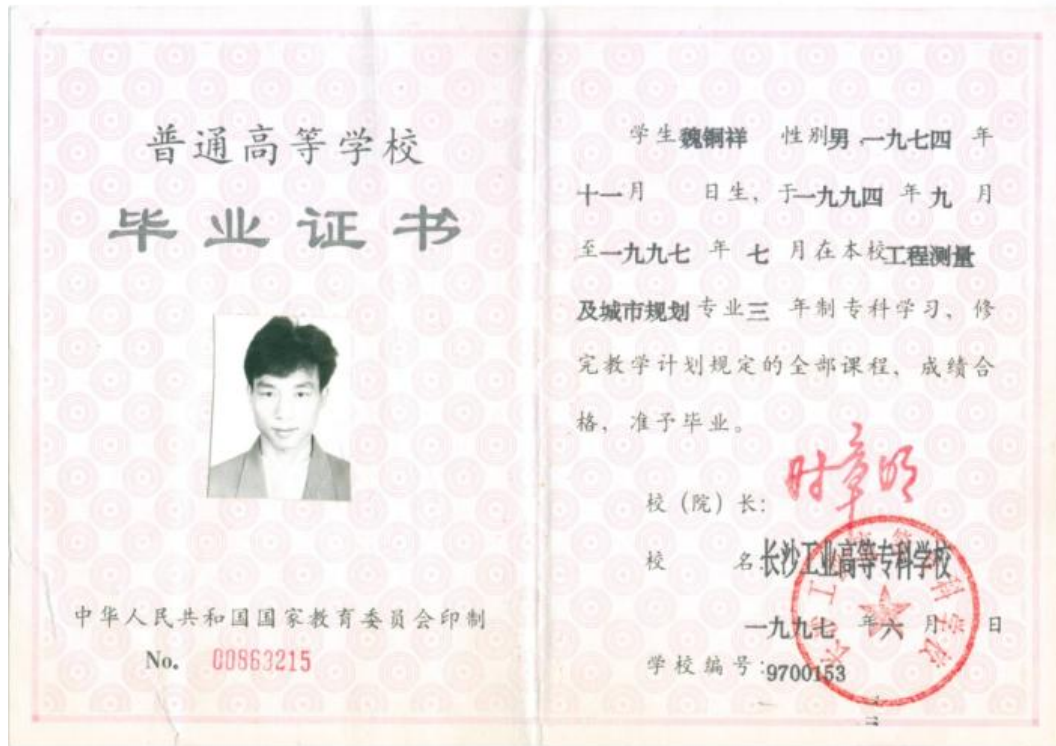 普通高等学校
毕业证书
中华人民共和国国家教育委员会印制
No. 00863215
学生魏铜祥 性别男,一九七四 年
十一月 日生, 于一九九四 年 九 月
至一九九七 年 七 月在本校工程测量
及城市规划专业三 年制专科学习、修
完教学计划规定的全部课程、成绩合
格, 准予毕业。
校 (院) 长: 时章明
校 名:长沙工业高等专科学校
一九九七 年六 月 日
学校编号:9700153